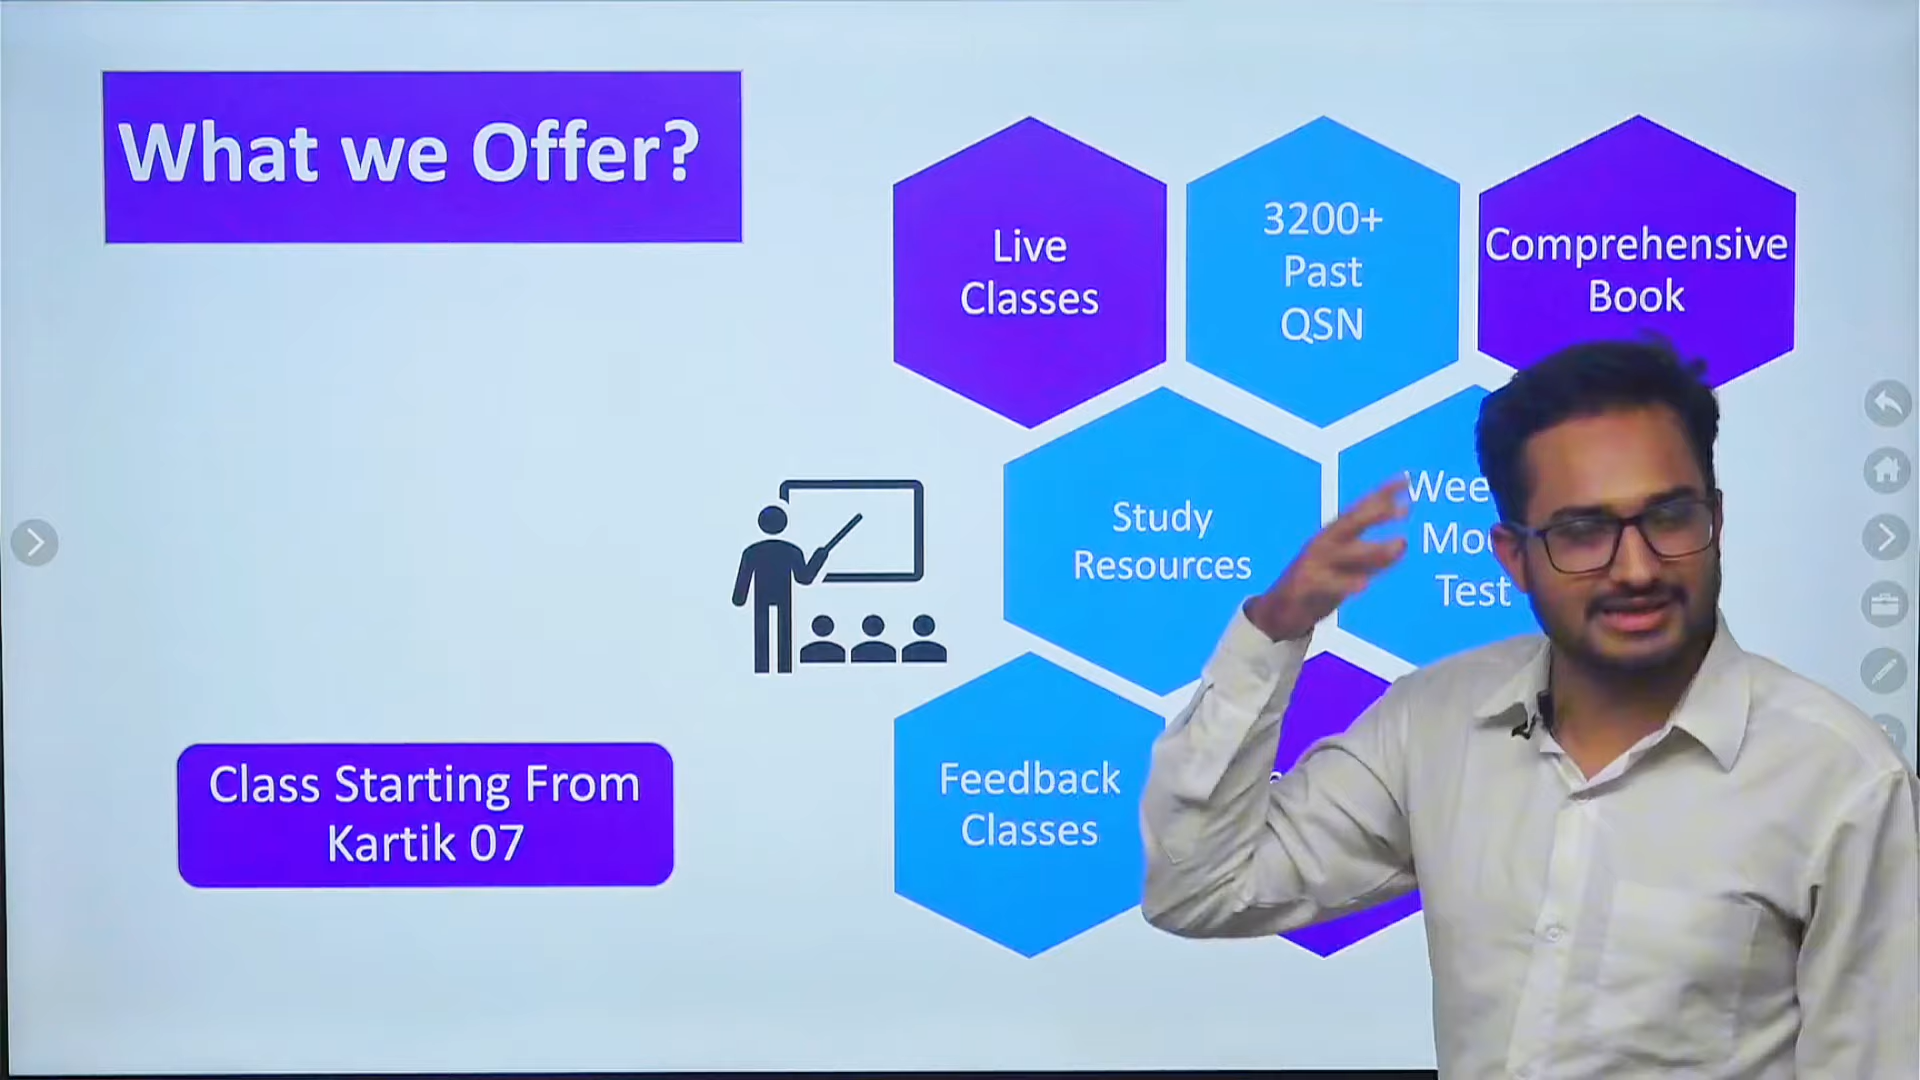 What we Offer?
Live
Classes
3200+
Past
QSN
Comprehensive
Book
Study
Resources
Test
Feedback
Classes
Class Starting From
Kartik 07